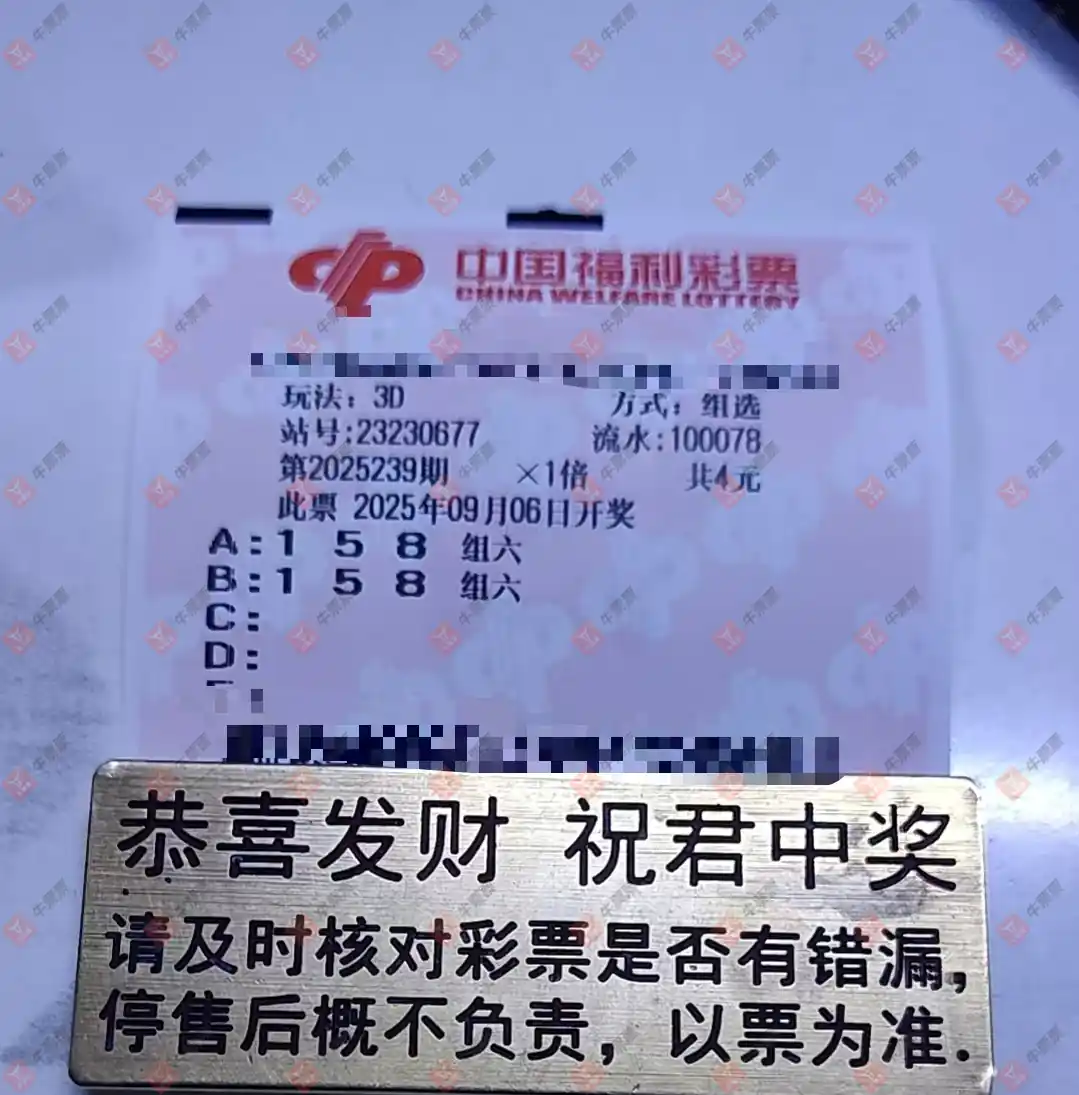 中国福利彩票
CHINA WELFARE LOTTERY
玩法：3D 方式：组选
站号:23230677 流水:100078
第2025239期 ×1倍 共4元
此票 2025年09月06日开奖
A:1 5 8 组六
B:1 5 8 组六
C:
D:
恭喜发财 祝君中奖
请及时核对彩票是否有错漏，
停售后概不负责，以票为准.
牛票票